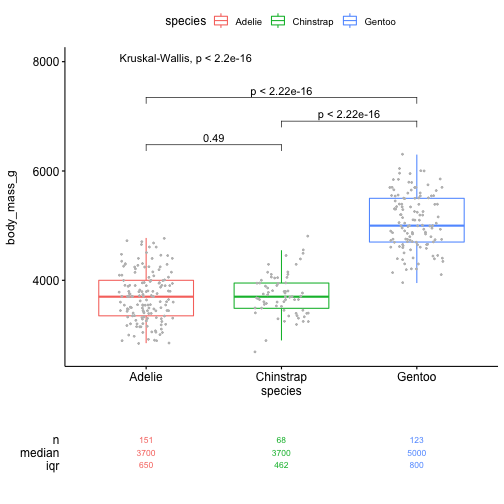 species Adelie Chinstrap Gentoo
8000
Kruskal-Wallis, p < 2.2e-16
p < 2.22e-16
p < 2.22e-16
0.49
6000
body_mass_g
4000
Adelie Chinstrap Gentoo
species
n 151 68 123
median 3700 3700 5000
iqr 650 462 800